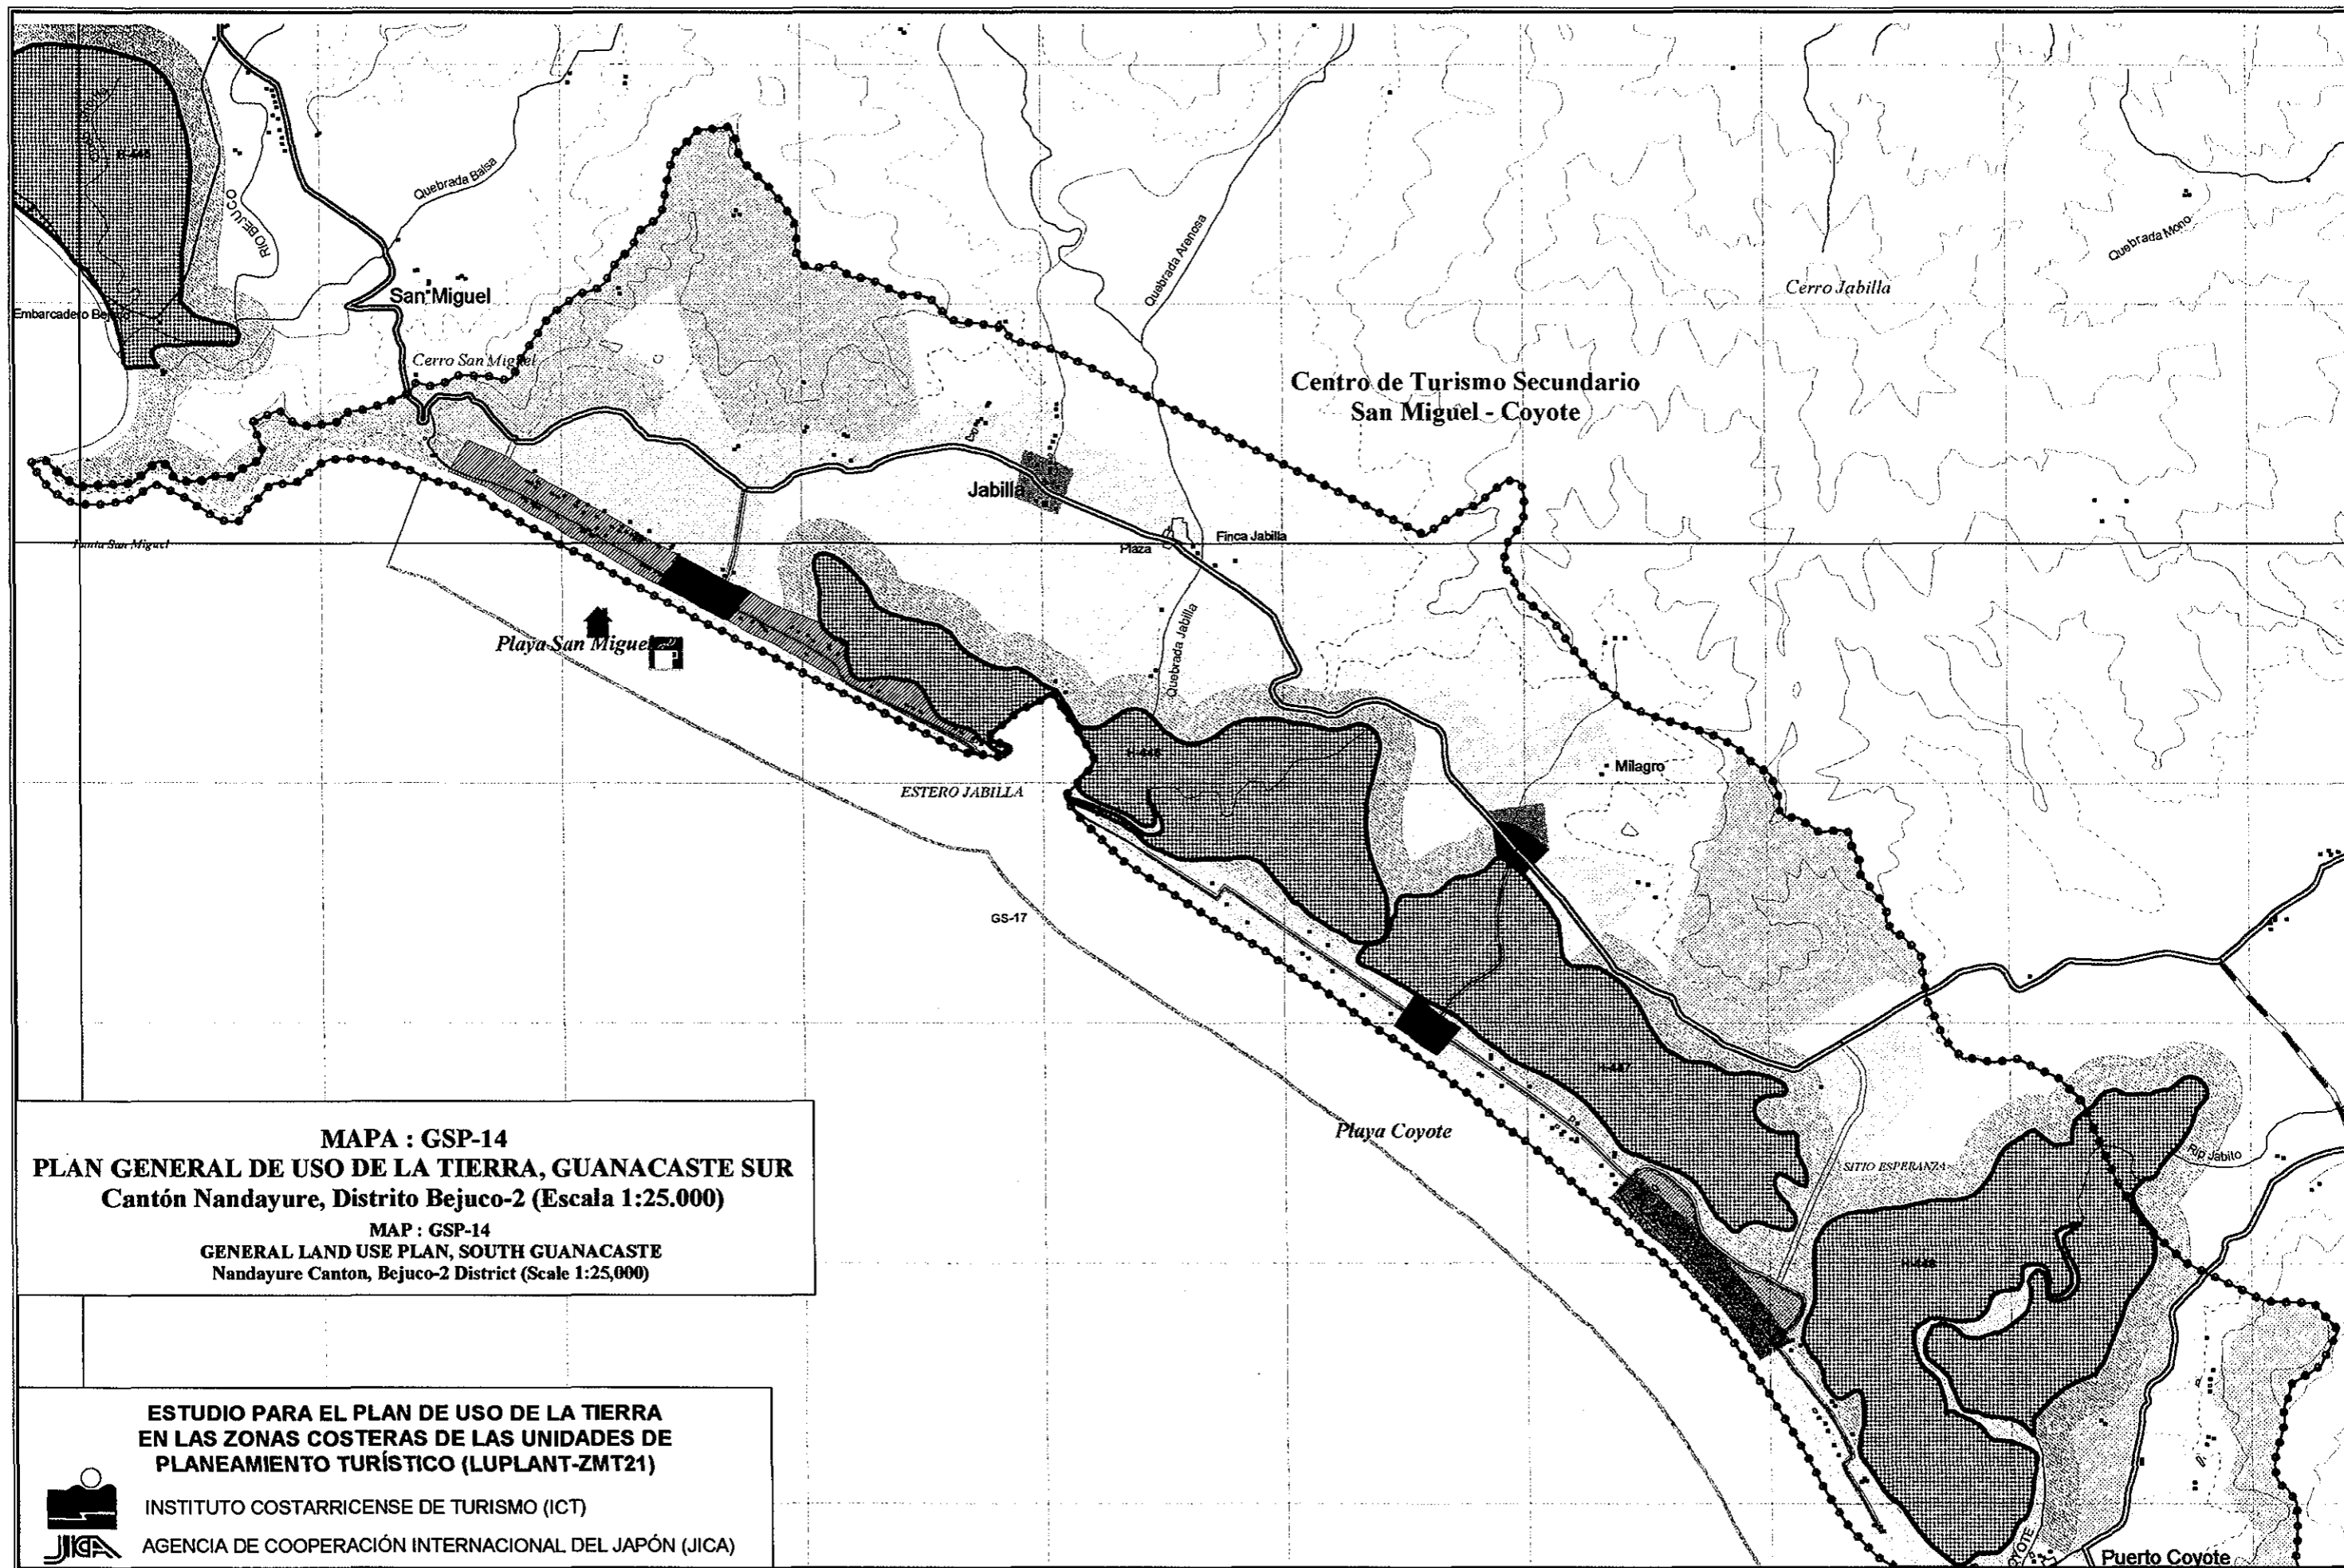 Quebrada Balsa
RÍO BEJUCO
San Miguel
Cerro San Miguel
Punta San Miguel
Quebrada Arenosa
Quebrada Mono
Cerro Jabilla
Centro de Turismo Secundario
San Miguel - Coyote
Jabilla
Plaza
Finca Jabilla
Quebrada Jabilla
Playa San Miguel
ESTERO JABILLA
Milagro
GS-17
H-447
Playa Coyote
SITIO ESPERANZA
Rio Jabilo
Puerto Coyote
MAPA : GSP-14
PLAN GENERAL DE USO DE LA TIERRA, GUANACASTE SUR
Cantón Nandayure, Distrito Bejuco-2 (Escala 1:25.000)
MAP : GSP-14
GENERAL LAND USE PLAN, SOUTH GUANACASTE
Nandayure Canton, Bejuco-2 District (Scale 1:25,000)
ESTUDIO PARA EL PLAN DE USO DE LA TIERRA
EN LAS ZONAS COSTERAS DE LAS UNIDADES DE
PLANEAMIENTO TURÍSTICO (LUPLANT-ZMT21)
INSTITUTO COSTARRICENSE DE TURISMO (ICT)
JICA AGENCIA DE COOPERACIÓN INTERNACIONAL DEL JAPÓN (JICA)